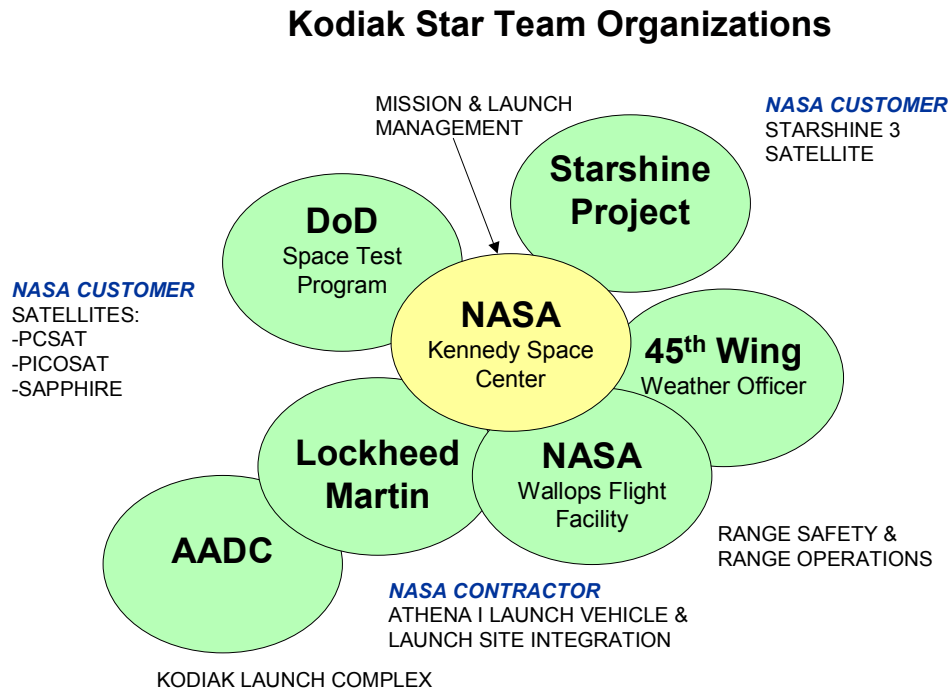 Kodiak Star Team Organizations
MISSION & LAUNCH
MANAGEMENT
NASA CUSTOMER
STARSHINE 3
SATELLITE
Starshine
Project
DoD
Space Test
Program
NASA CUSTOMER
SATELLITES:
-PCSAT
-PICOSAT
-SAPPHIRE
NASA
Kennedy Space
Center
45th Wing
Weather Officer
Lockheed
Martin
NASA
Wallops Flight
Facility
RANGE SAFETY &
RANGE OPERATIONS
AADC
NASA CONTRACTOR
ATHENA I LAUNCH VEHICLE &
LAUNCH SITE INTEGRATION
KODIAK LAUNCH COMPLEX